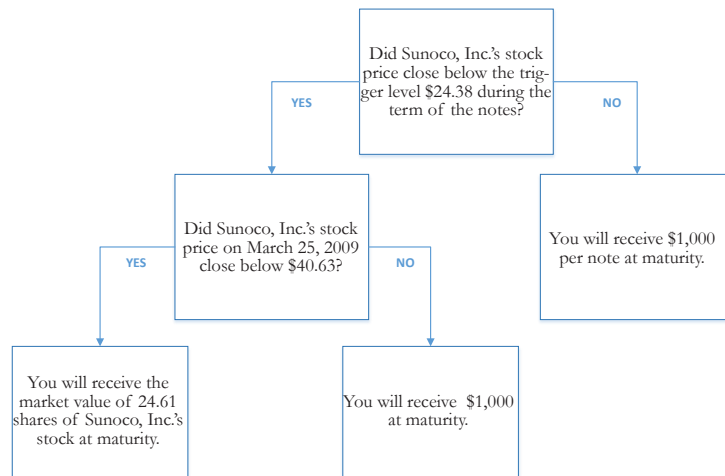 Did Sunoco, Inc.'s stock
price close below the trig-
ger level $24.38 during the
term of the notes?
YES
NO
Did Sunoco, Inc.'s stock
price on March 25, 2009
close below $40.63?
You will receive $1,000
per note at maturity.
YES
NO
You will receive the
market value of 24.61
shares of Sunoco, Inc.'s
stock at maturity.
You will receive $1,000
at maturity.